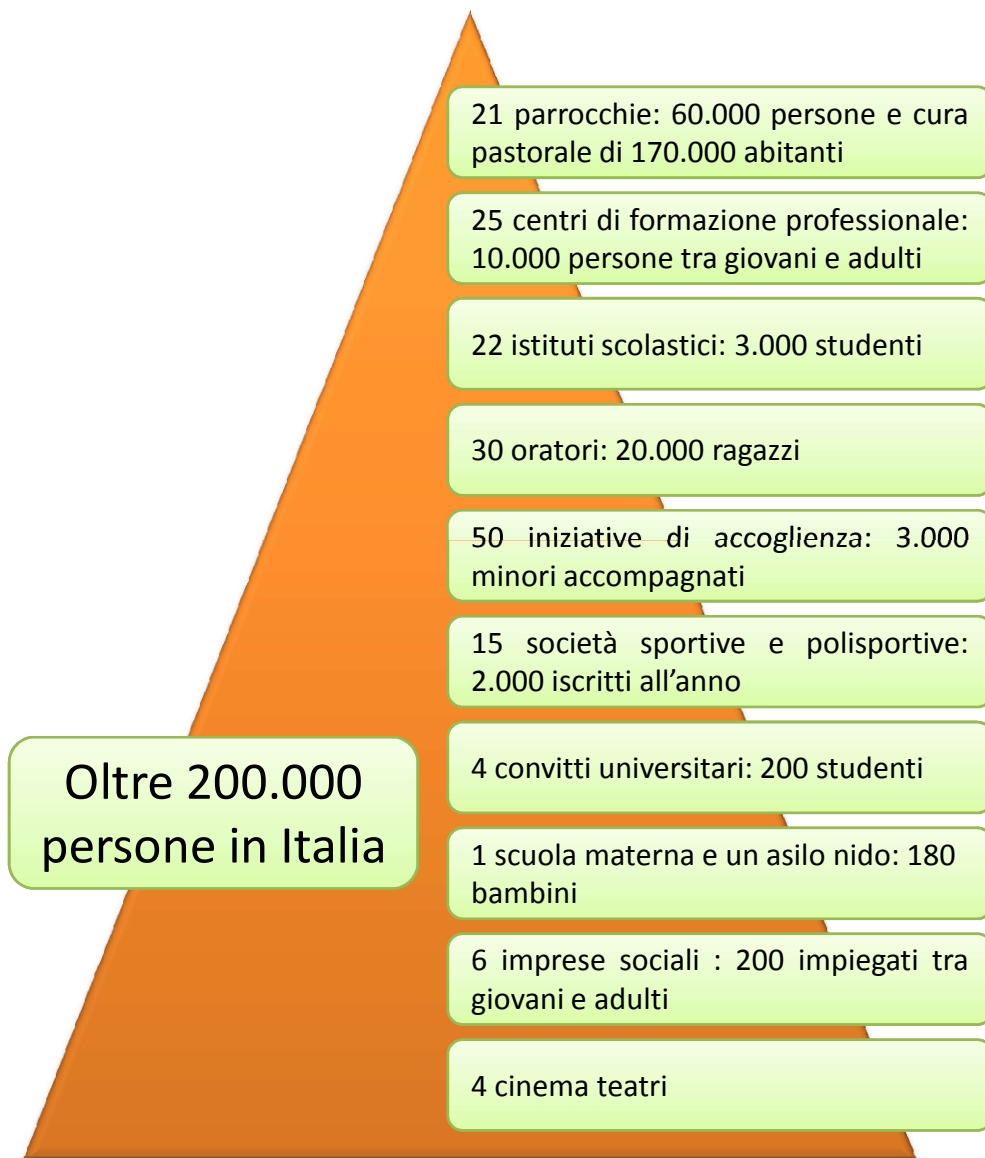 21 parrocchie: 60.000 persone e cura
pastorale di 170.000 abitanti
25 centri di formazione professionale:
10.000 persone tra giovani e adulti
22 istituti scolastici: 3.000 studenti
30 oratori: 20.000 ragazzi
50 iniziative di accoglienza: 3.000
minori accompagnati
15 società sportive e polisportive:
2.000 iscritti all’anno
4 convitti universitari: 200 studenti
1 scuola materna e un asilo nido: 180
bambini
6 imprese sociali : 200 impiegati tra
giovani e adulti
4 cinema teatri
Oltre 200.000
persone in Italia